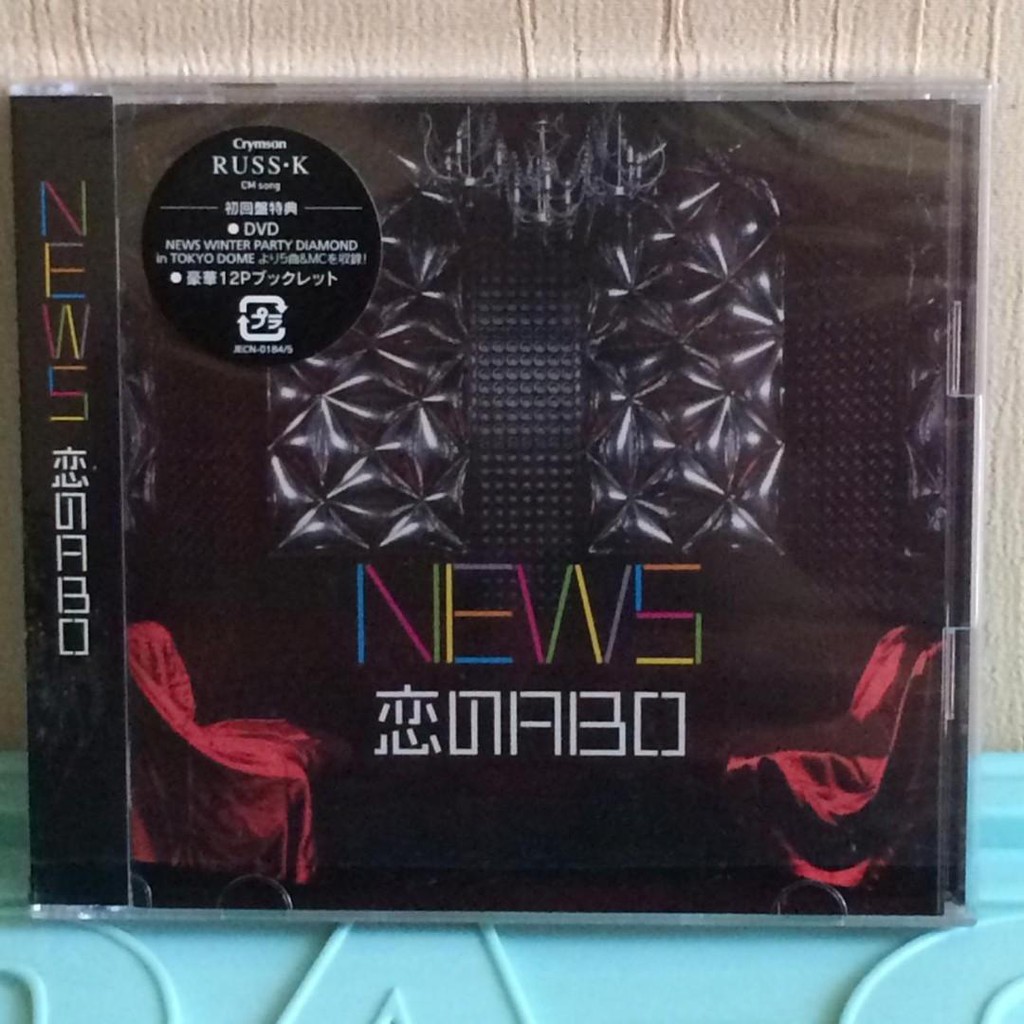 NEWS
恋のABO
Crymson
RUSS・K
CM song
初回盤特典
● DVD
NEWS WINTER PARTY DIAMOND
in TOKYO DOME より5曲&MCを収録!
● 豪華12Pブックレット
プラ
JECN-0184/5
NEWS
恋のABO